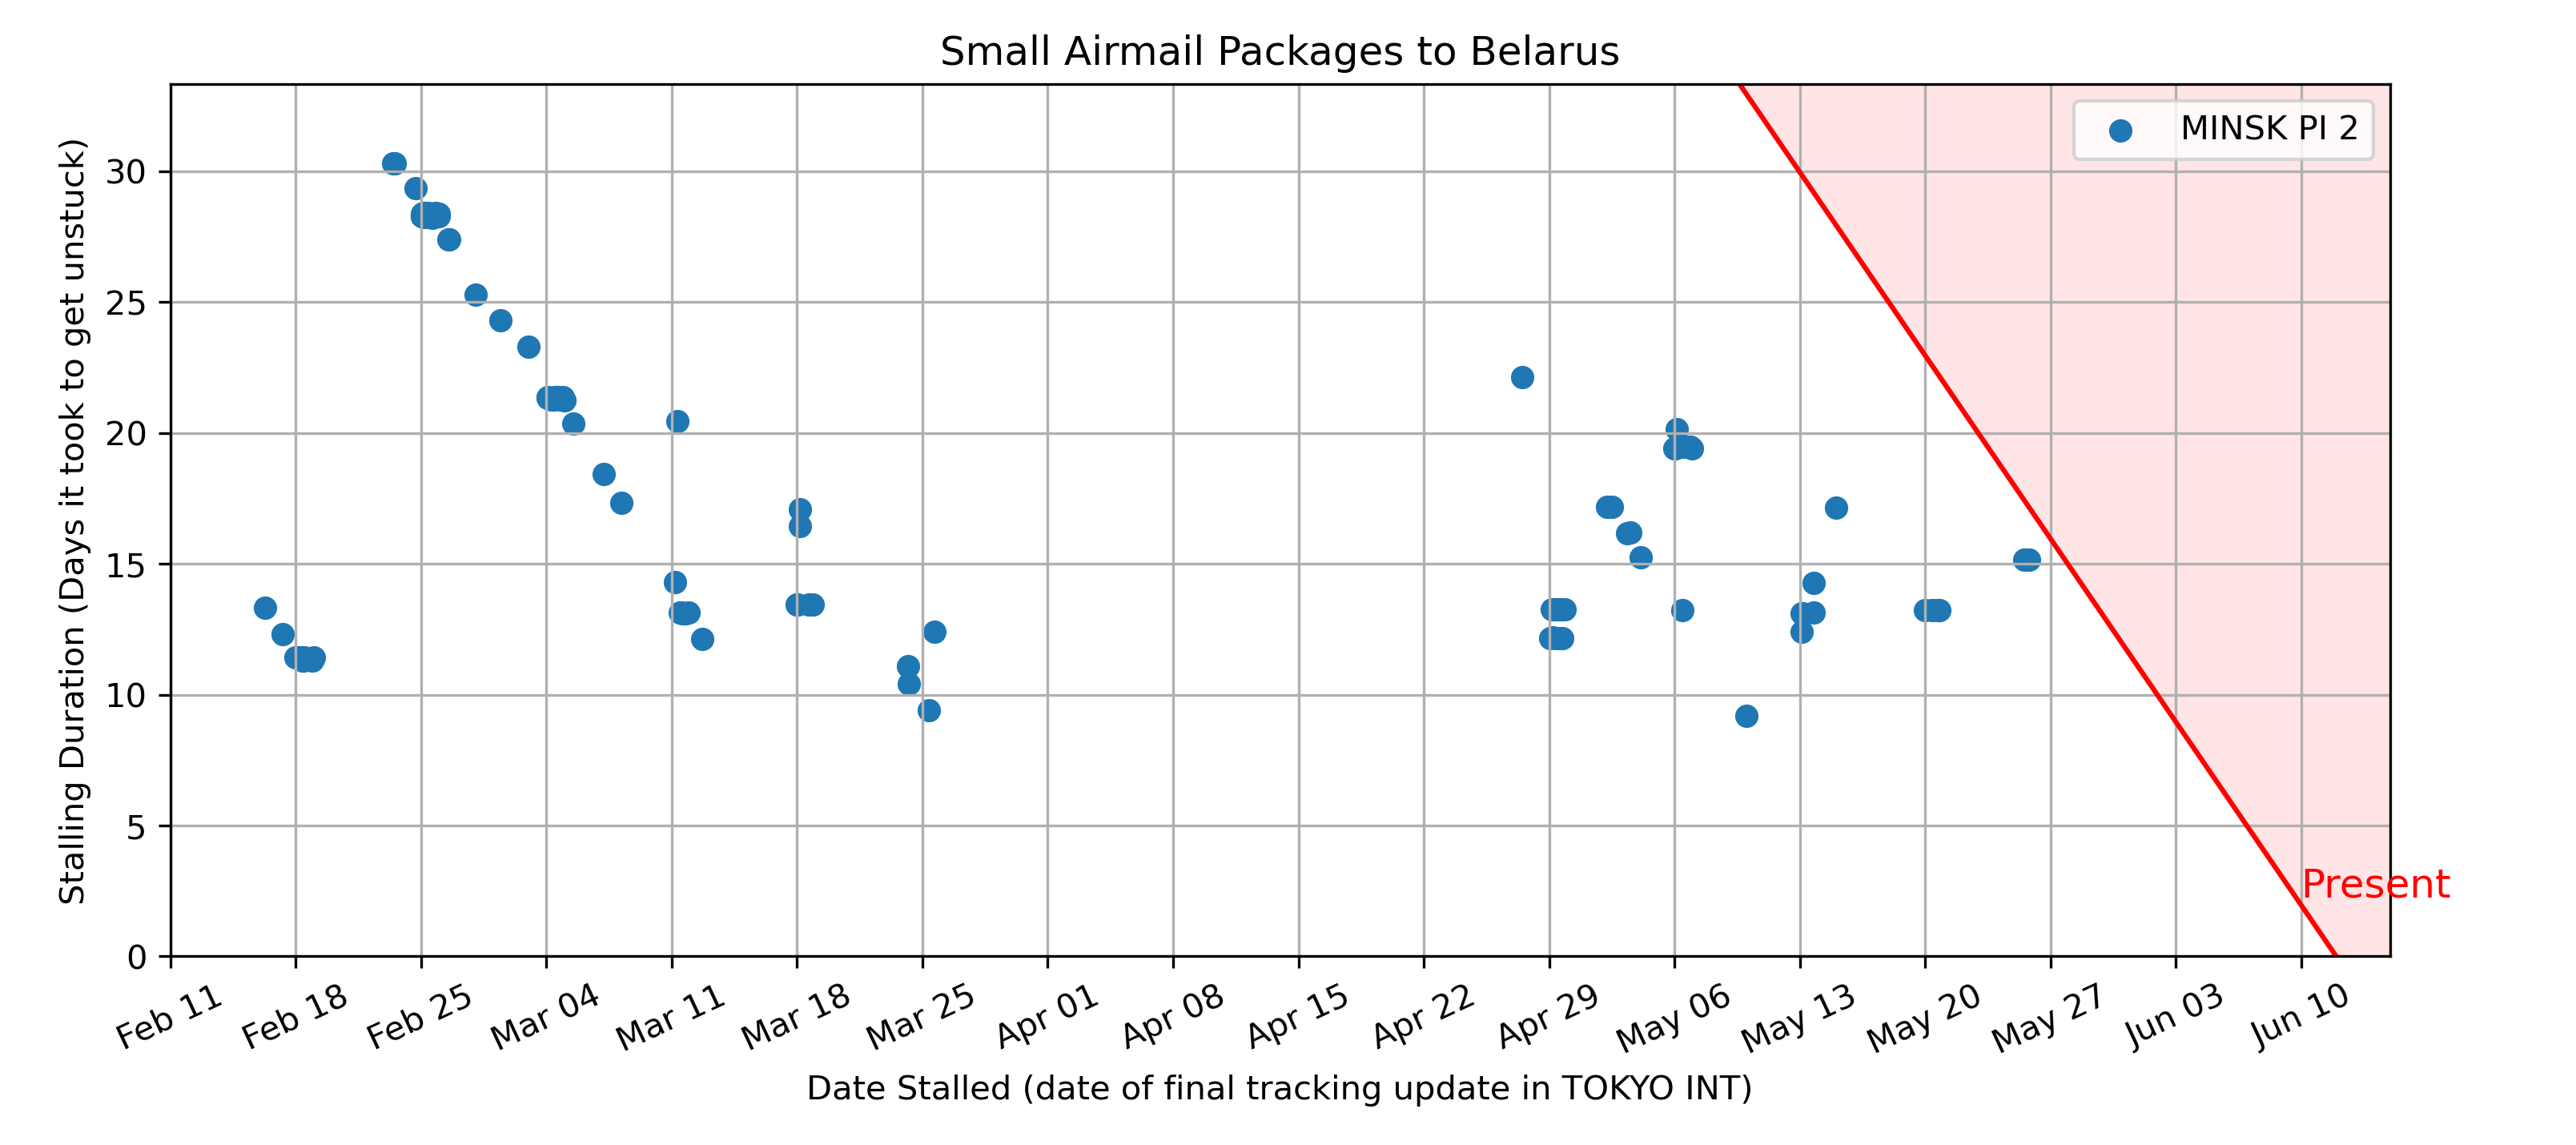 Small Airmail Packages to Belarus
MINSK PI 2
Stalling Duration (Days it took to get unstuck)
30
25
20
15
10
5
0
Present
Feb 11
Feb 18
Feb 25
Mar 04
Mar 11
Mar 18
Mar 25
Apr 01
Apr 08
Apr 15
Apr 22
Apr 29
May 06
May 13
May 20
May 27
Jun 03
Jun 10
Date Stalled (date of final tracking update in TOKYO INT)